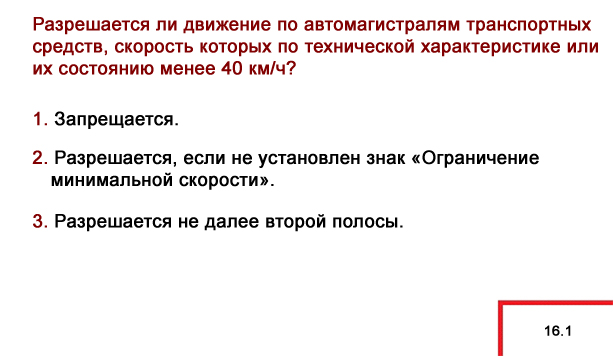 Разрешается ли движение по автомагистралям транспортных
средств, скорость которых по технической характеристике или
их состоянию менее 40 км/ч?
1. Запрещается.
2. Разрешается, если не установлен знак «Ограничение
минимальной скорости».
3. Разрешается не далее второй полосы.
16.1